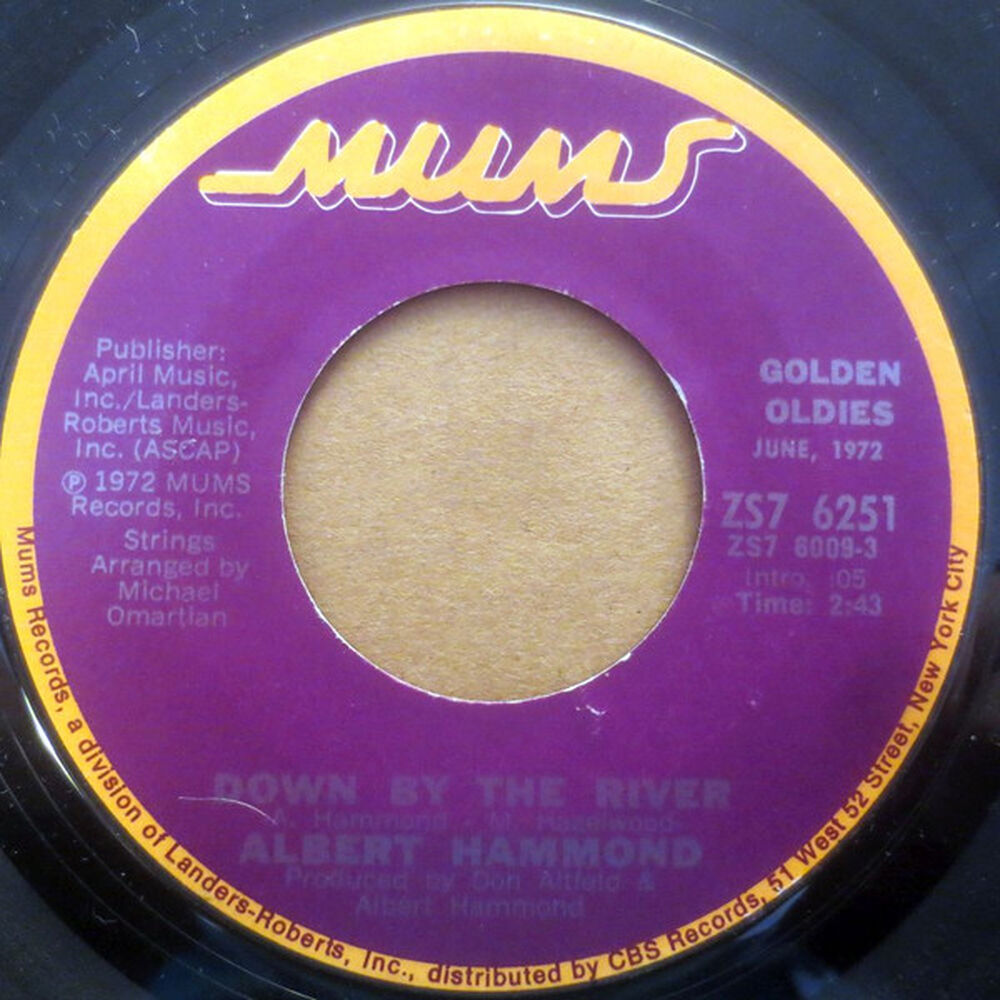 MUMS
Publisher:
April Music,
Inc./Landers-
Roberts Music,
Inc. (ASCAP)
℗ 1972 MUMS
Records, Inc.
Strings
Arranged by
Michael
Omartian
GOLDEN
OLDIES
JUNE, 1972
ZS7 6251
ZS7 6009-3
Intro. :05
Time: 2:43
DOWN BY THE RIVER
A. Hammond - M. Hazelwood-
ALBERT HAMMOND
Produced by Don Altfeld &
Albert Hammond
Mums Records, a division of Landers-Roberts, Inc., distributed by CBS Records, 51 West 52 Street, New York City